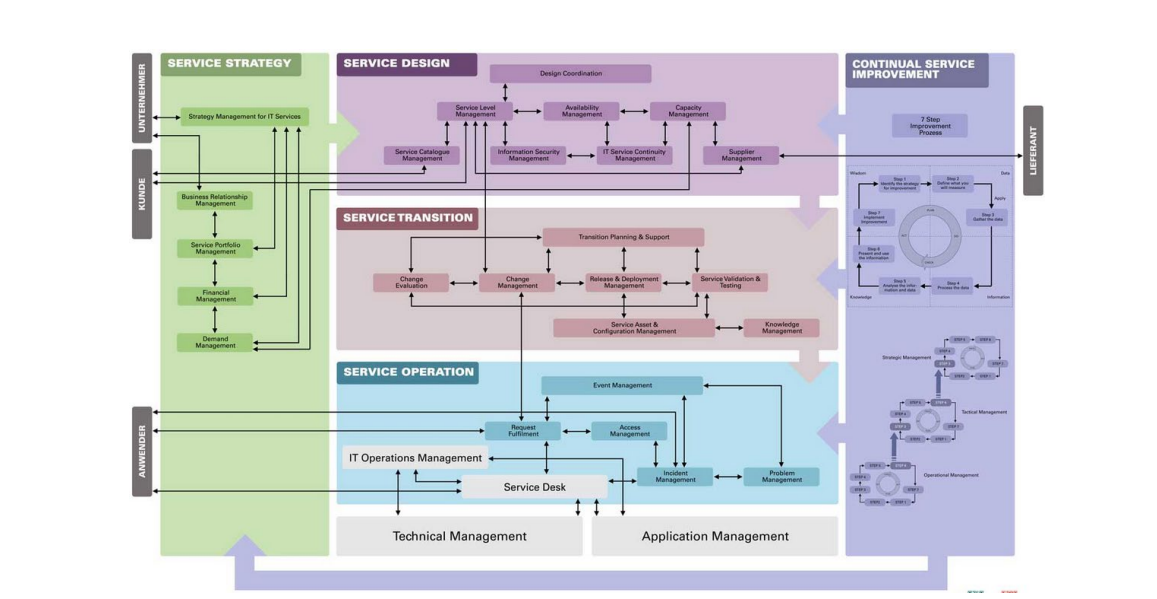 SERVICE STRATEGY
SERVICE DESIGN
CONTINUAL SERVICE
IMPROVEMENT
UNTERNEHMER
KUNDE
ANWENDER
LIEFERANT
Strategy Management for IT Services
Business Relationship
Management
Service Portfolio
Management
Financial
Management
Demand
Management
Design Coordination
Service Level
Management
Availability
Management
Capacity
Management
Service Catalogue
Management
Information Security
Management
IT Service Continuity
Management
Supplier
Management
SERVICE TRANSITION
Transition Planning & Support
Change
Evaluation
Change
Management
Release & Deployment
Management
Service Validation &
Testing
Service Asset &
Configuration Management
Knowledge
Management
SERVICE OPERATION
Event Management
Request
Fulfilment
Access
Management
IT Operations Management
Service Desk
Incident
Management
Problem
Management
Technical Management
Application Management
7 Step
Improvement
Prozess
Wisdom
Data
Step 1
Identify the strategy
for improvement
Step 2
Define what you
will measure
Apply
Step 3
Gather the data
Step 7
Implement
improvement
Step 6
Present and use
the information
Step 5
Analyse the infor-
mation and data
Step 4
Process the data
Knowledge
Information
Strategic Management
Tactical Management
Operational Management